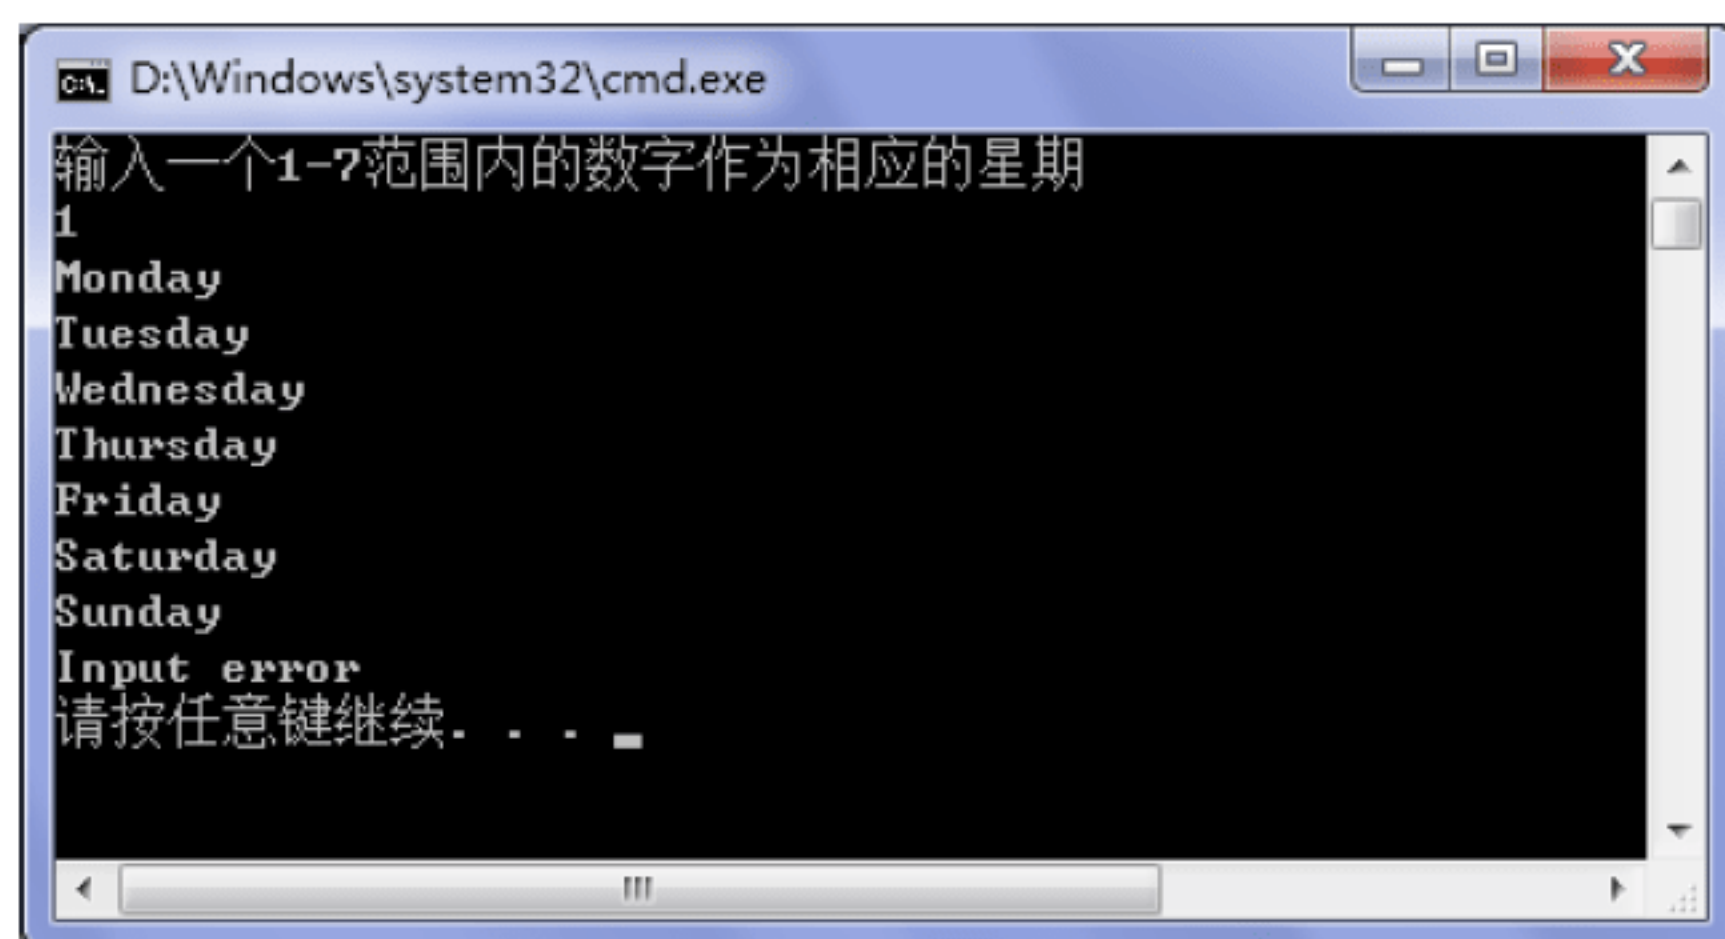 D:\Windows\system32\cmd.exe
输入一个1-7范围内的数字作为相应的星期
1
Monday
Tuesday
Wednesday
Thursday
Friday
Saturday
Sunday
Input error
请按任意键继续. . .